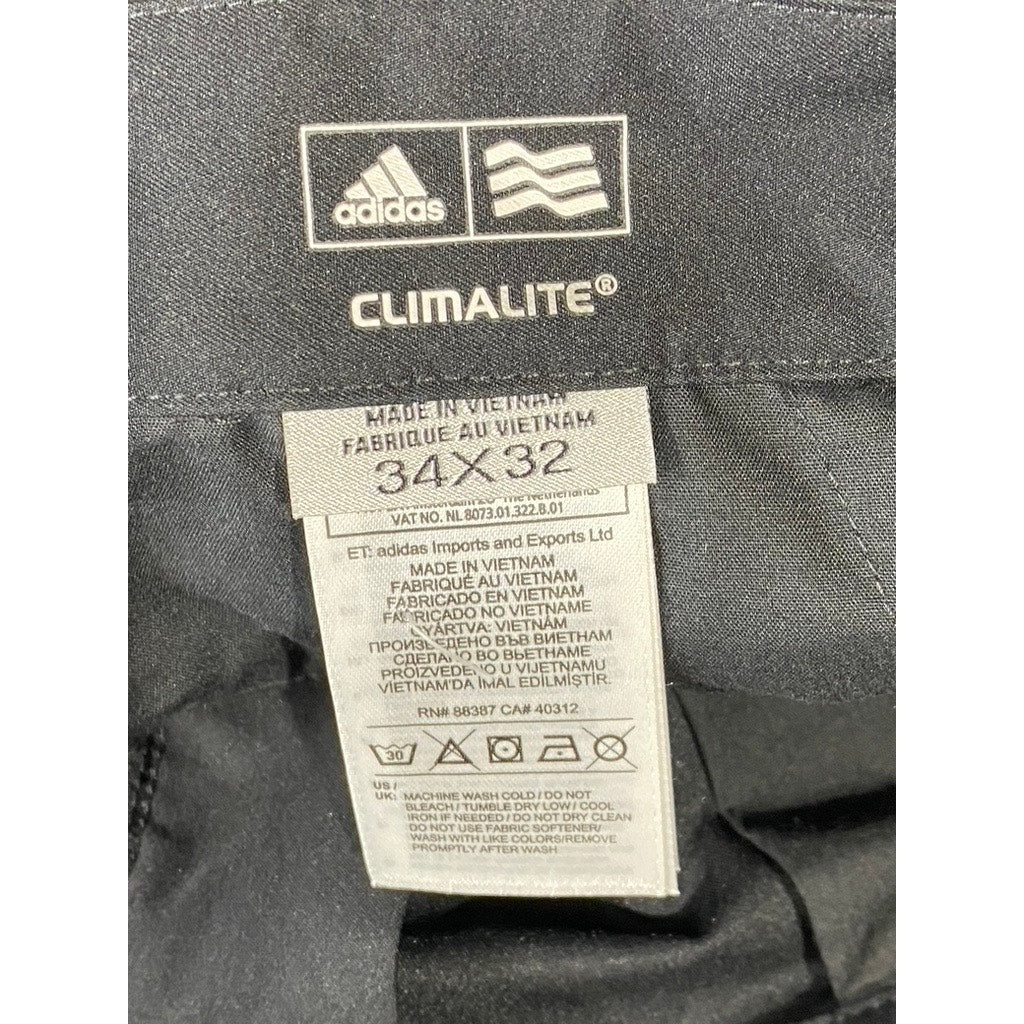 adidas
CLIMALITE®
MADE IN VIETNAM
FABRIQUE AU VIETNAM
34X32
The Netherlands
VAT NO. NL 8073.01.322.B.01
ET: adidas Imports and Exports Ltd
MADE IN VIETNAM
FABRIQUÉ AU VIETNAM
FABRICADO EN VIETNAM
FABRICADO NO VIETNAME
GYÁRTVA: VIETNÁM
ПРОИЗВЕДЕНО ВЪВ ВИЕТНАМ
СДЕЛАНО ВО ВЬЕТНАМЕ
PROIZVEDENO U VIJETNAMU
VIETNAM'DA İMAL EDİLMİŞTİR.
RN# 88387 CA# 40312
30
US /
UK: MACHINE WASH COLD / DO NOT
BLEACH / TUMBLE DRY LOW / COOL
IRON IF NEEDED / DO NOT DRY CLEAN
DO NOT USE FABRIC SOFTENER/
WASH WITH LIKE COLORS/REMOVE
PROMPTLY AFTER WASH